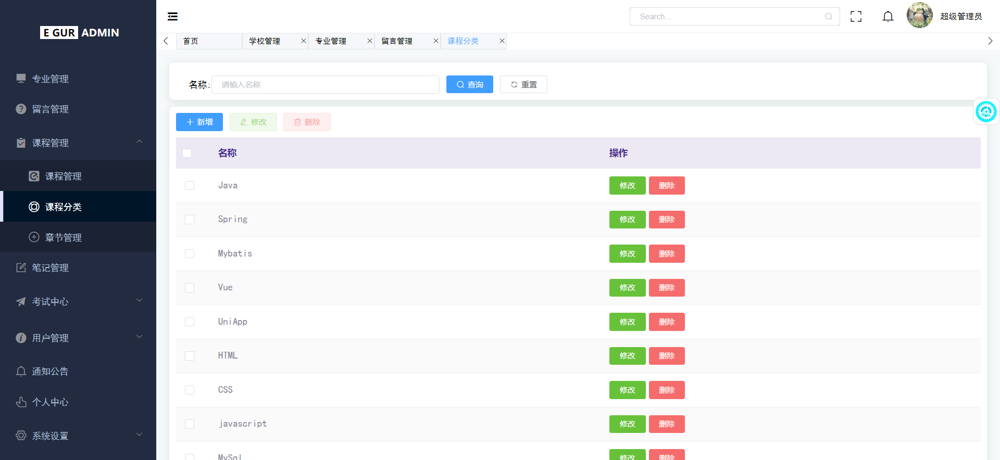 E GUR ADMIN
专业管理
留言管理
课程管理
课程管理
课程分类
章节管理
笔记管理
考试中心
用户管理
通知公告
个人中心
系统设置
Search...
超级管理员
首页 学校管理 专业管理 留言管理 课程分类
名称: 请输入名称 查询 重置
新增 修改 删除
名称 操作
Java 修改 删除
Spring 修改 删除
Mybatis 修改 删除
Vue 修改 删除
UniApp 修改 删除
HTML 修改 删除
CSS 修改 删除
javascript 修改 删除
MySql 修改 删除